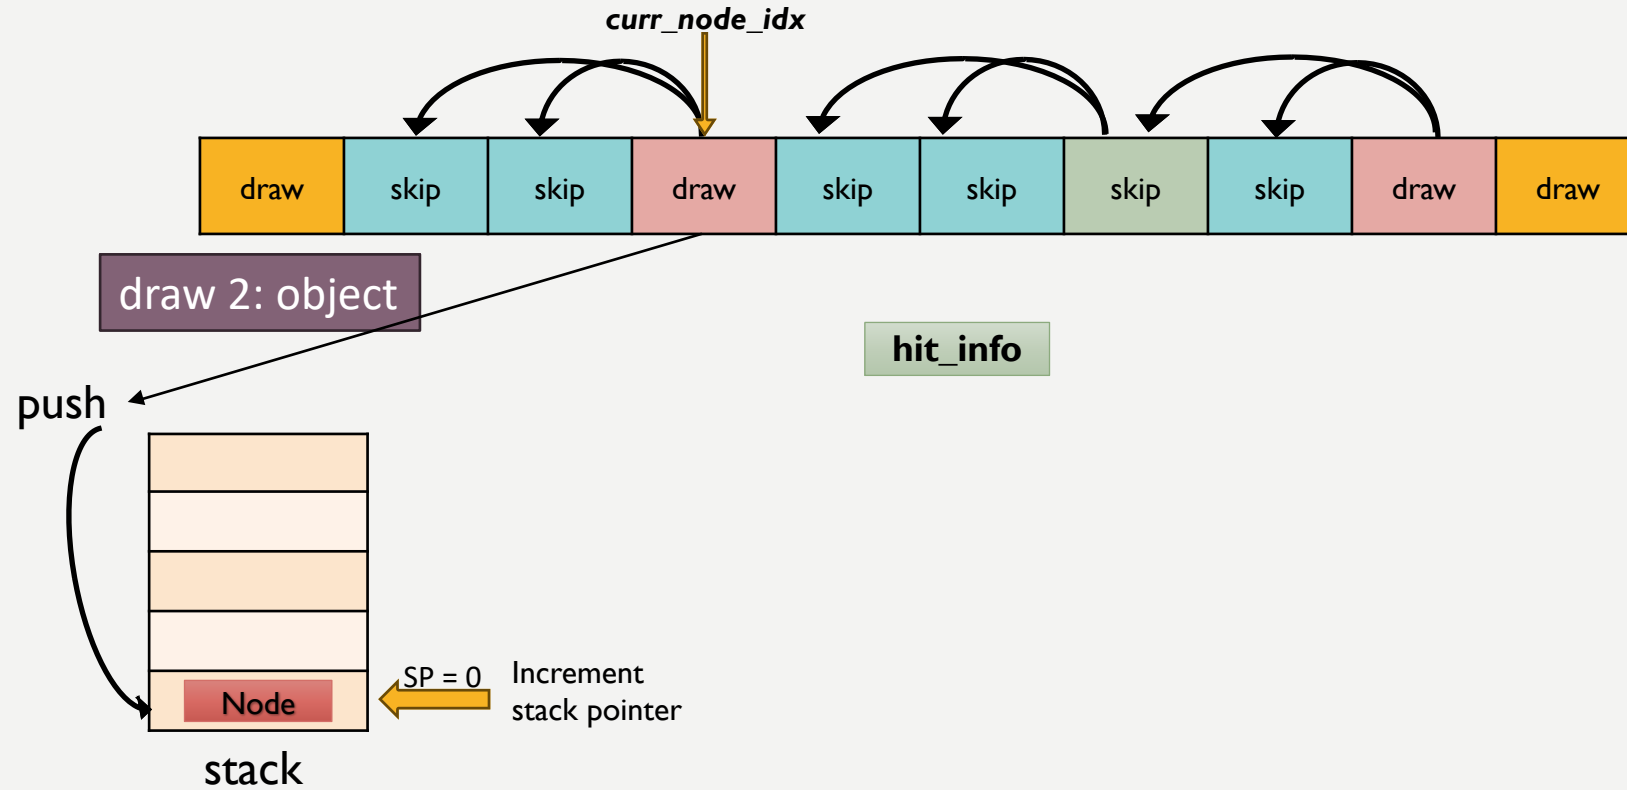 curr_node_idx
draw skip skip draw skip skip skip skip draw draw
draw 2: object
hit_info
push
Node
SP = 0
Increment
stack pointer
stack